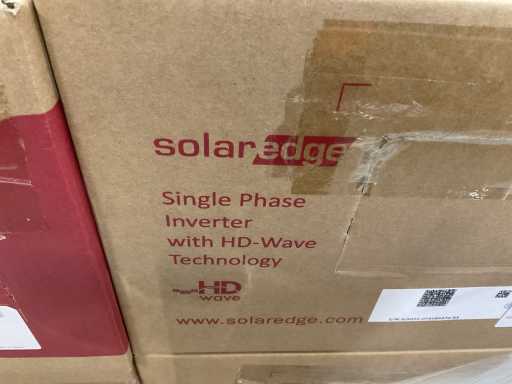 solaredge
Single Phase
Inverter
with HD-Wave
Technology
HD
wave
www.solaredge.com